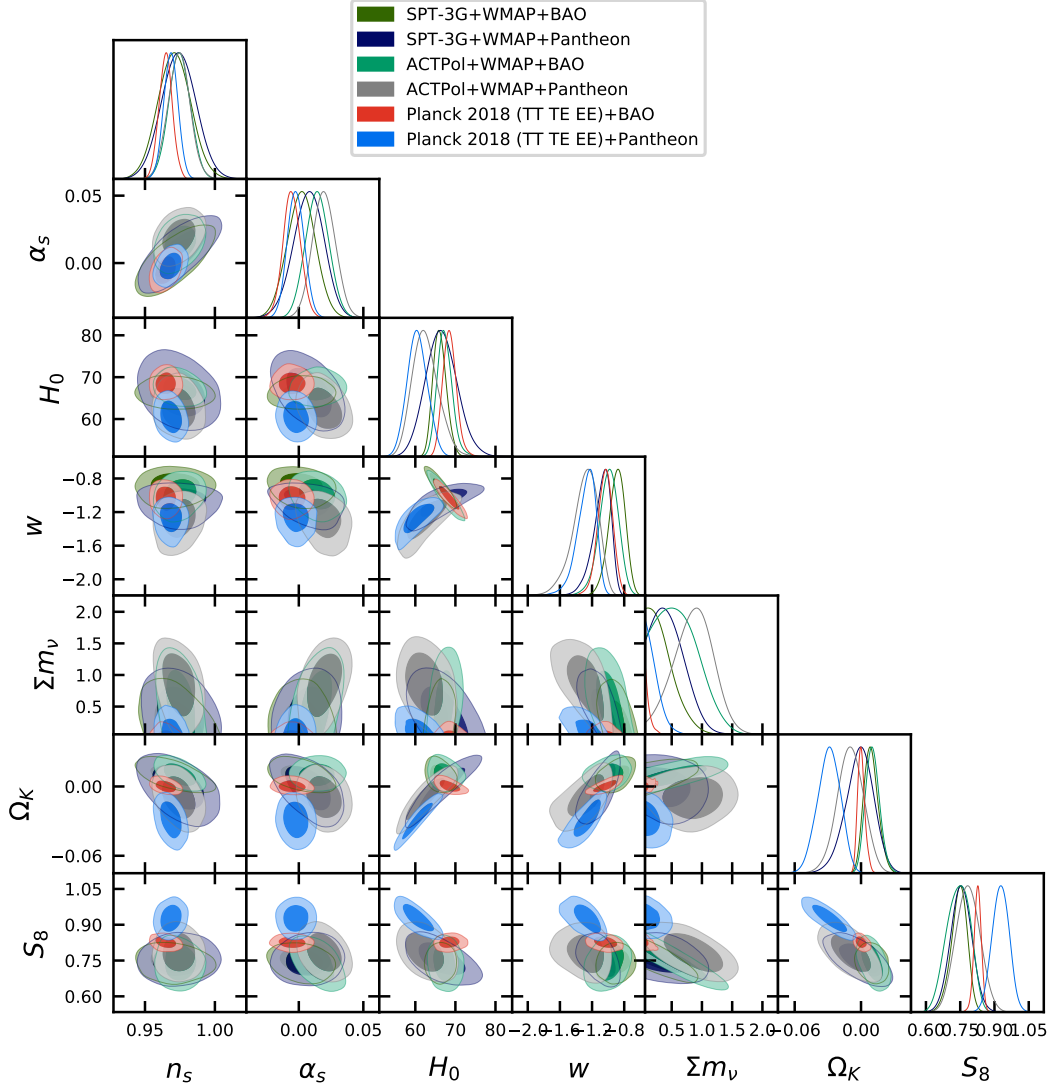 SPT-3G+WMAP+BAO
SPT-3G+WMAP+Pantheon
ACTPol+WMAP+BAO
ACTPol+WMAP+Pantheon
Planck 2018 (TT TE EE)+BAO
Planck 2018 (TT TE EE)+Pantheon
0.05
0.00
α_s
80
70
60
H_0
−0.8
−1.2
−1.6
−2.0
w
2.0
1.5
1.0
0.5
Σm_ν
0.00
−0.06
Ω_K
1.05
0.90
0.75
0.60
S_8
0.95 1.00 0.00 0.05 60 70 80 −2.0 −1.6 −1.2 −0.8 0.5 1.0 1.5 2.0 −0.06 0.00 0.60 0.75 0.90 1.05
n_s α_s H_0 w Σm_ν Ω_K S_8